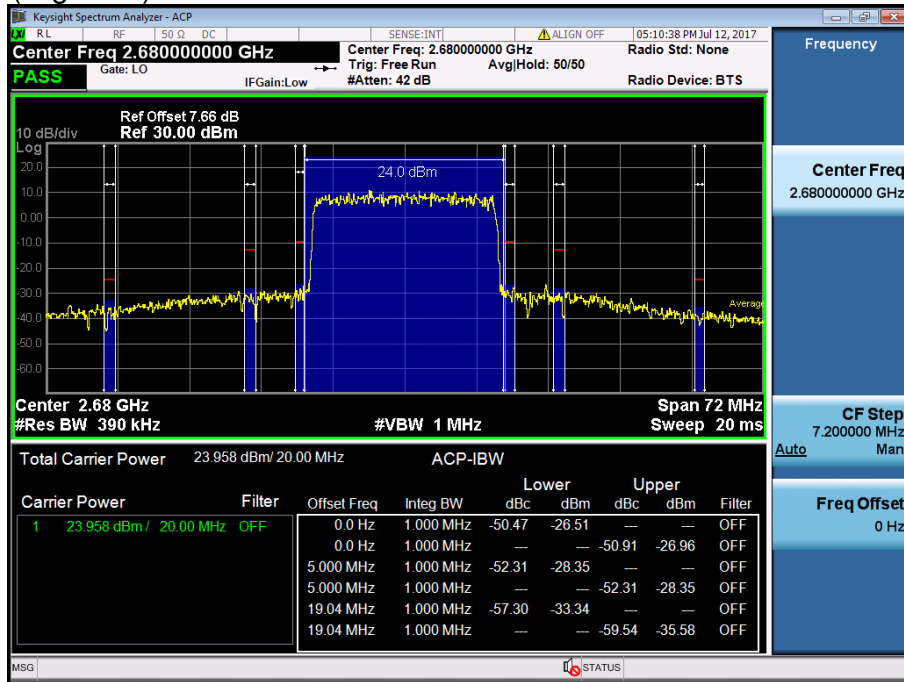 Keysight Spectrum Analyzer - ACP
LXI RL RF 50 Ω DC SENSE:INT ALIGN OFF 05:10:38 PM Jul 12, 2017
Center Freq 2.680000000 GHz
Center Freq: 2.680000000 GHz
Radio Std: None
Gate: LO
Trig: Free Run
Avg|Hold: 50/50
PASS
IFGain:Low
#Atten: 42 dB
Radio Device: BTS
Ref Offset 7.66 dB
10 dB/div Ref 30.00 dBm
Log
20.0
10.0
0.00
-10.0
-20.0
-30.0
-40.0
-50.0
-60.0
24.0 dBm
Average
Center 2.68 GHz
Span 72 MHz
#Res BW 390 kHz
#VBW 1 MHz
Sweep 20 ms
Total Carrier Power 23.958 dBm/ 20.00 MHz ACP-IBW
Lower Upper
Carrier Power Filter Offset Freq Integ BW dBc dBm dBc dBm Filter
1 23.958 dBm / 20.00 MHz OFF
0.0 Hz 1.000 MHz -50.47 -26.51 --- --- OFF
0.0 Hz 1.000 MHz --- --- -50.91 -26.96 OFF
5.000 MHz 1.000 MHz -52.31 -28.35 --- --- OFF
5.000 MHz 1.000 MHz --- --- -52.31 -28.35 OFF
19.04 MHz 1.000 MHz -57.30 -33.34 --- --- OFF
19.04 MHz 1.000 MHz --- --- -59.54 -35.58 OFF
MSG
STATUS
Frequency
Center Freq
2.680000000 GHz
CF Step
7.200000 MHz
Auto Man
Freq Offset
0 Hz